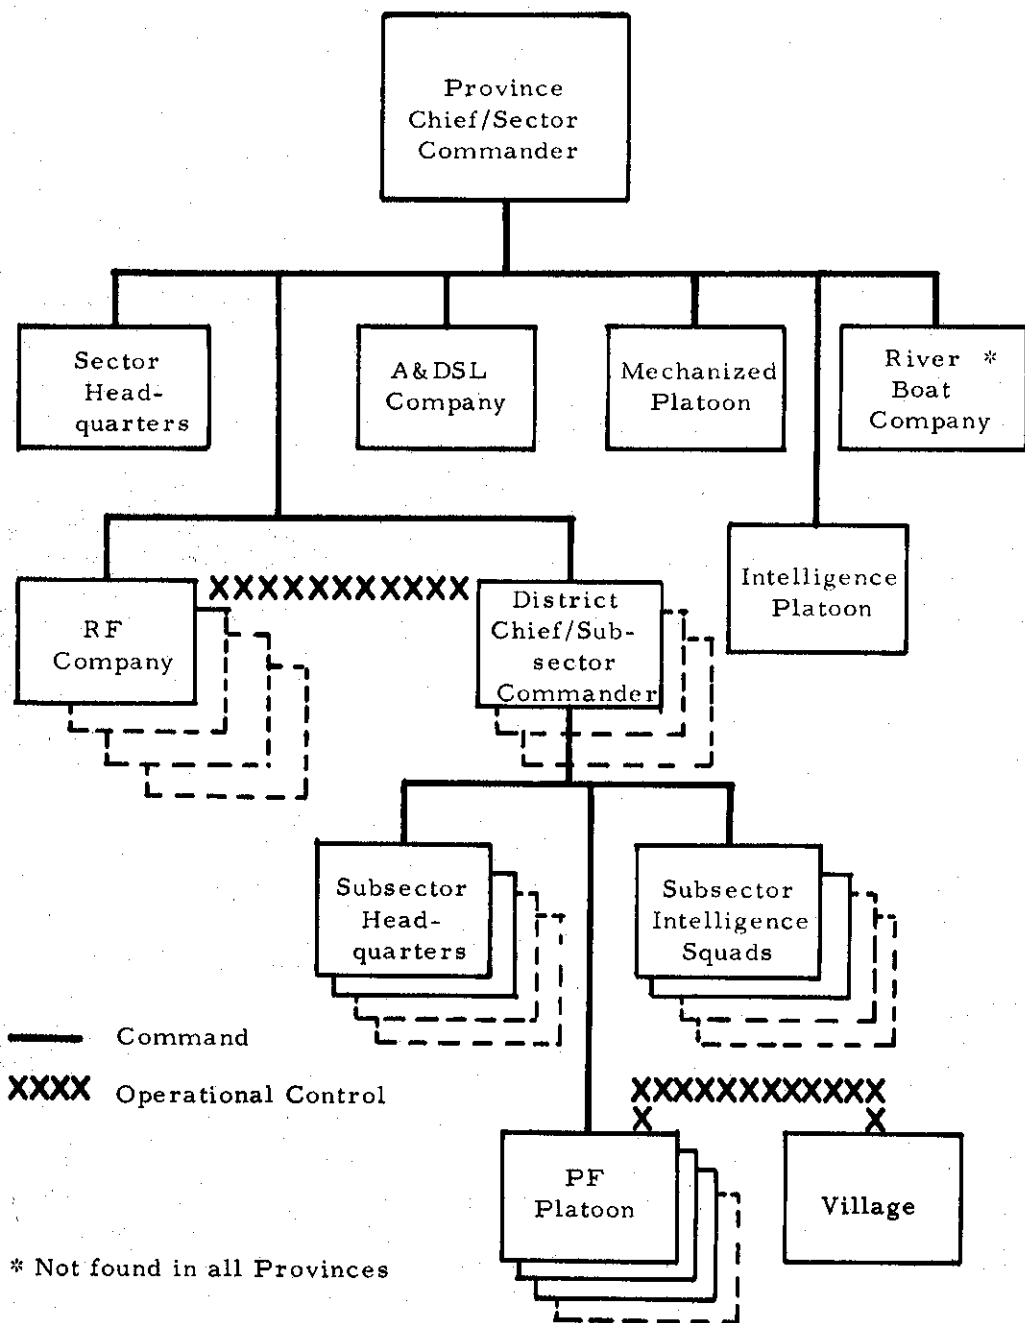 Province
Chief/Sector
Commander
Sector
Head-
quarters
A&DSL
Company
Mechanized
Platoon
River *
Boat
Company
RF
Company
XXXXXXXXXXX
District
Chief/Sub-
sector
Commander
Intelligence
Platoon
Subsector
Head-
quarters
Subsector
Intelligence
Squads
Command
XXXX Operational Control
XXXXXXXXXXX
X X
PF
Platoon
Village
* Not found in all Provinces